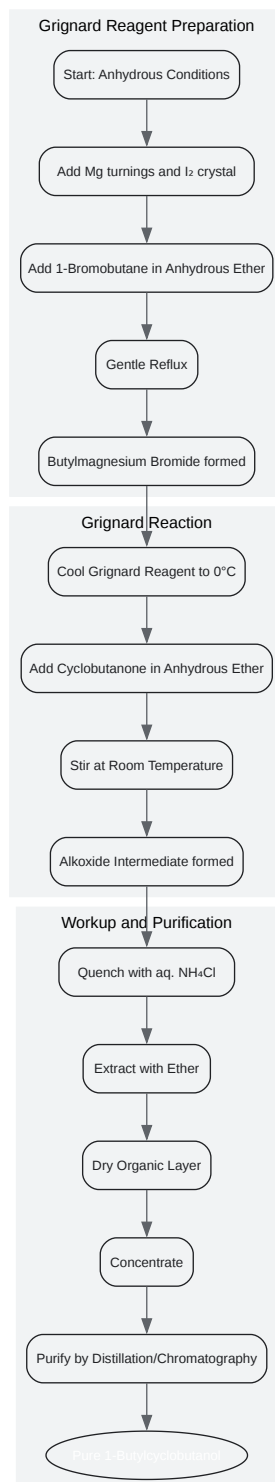 Grignard Reagent Preparation
Start: Anhydrous Conditions
Add Mg turnings and I₂ crystal
Add 1-Bromobutane in Anhydrous Ether
Gentle Reflux
Butylmagnesium Bromide formed
Grignard Reaction
Cool Grignard Reagent to 0°C
Add Cyclobutanone in Anhydrous Ether
Stir at Room Temperature
Alkoxide Intermediate formed
Workup and Purification
Quench with aq. NH₄Cl
Extract with Ether
Dry Organic Layer
Concentrate
Purify by Distillation/Chromatography
Pure 1-Butylcyclobutanol